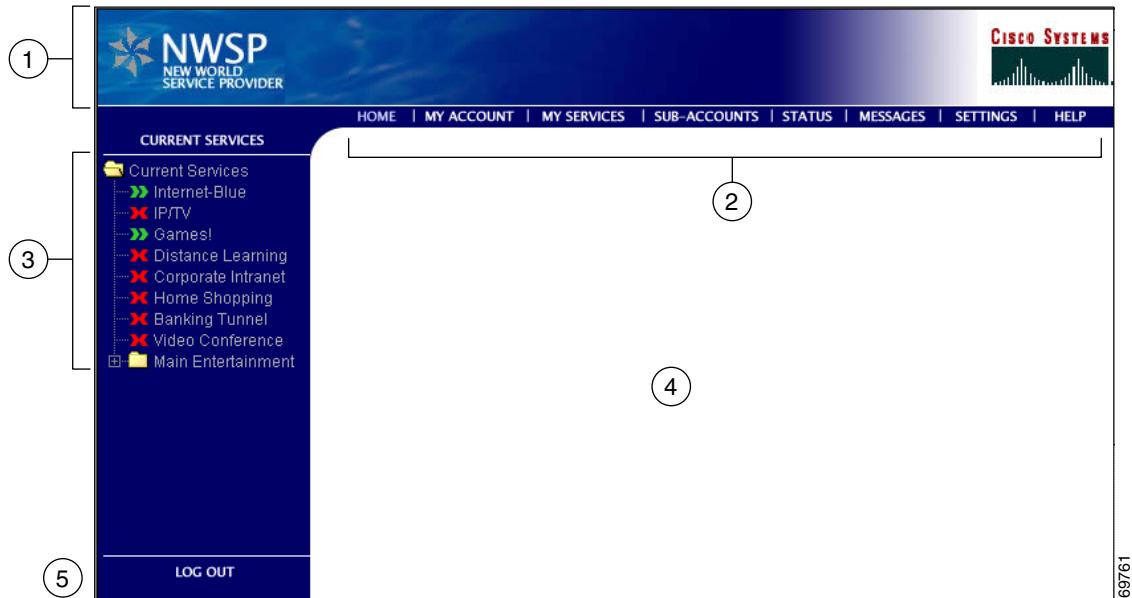 1
NWSP
NEW WORLD
SERVICE PROVIDER
CISCO SYSTEMS
HOME | MY ACCOUNT | MY SERVICES | SUB-ACCOUNTS | STATUS | MESSAGES | SETTINGS | HELP
2
CURRENT SERVICES
3
Current Services
Internet-Blue
IP/TV
Games!
Distance Learning
Corporate Intranet
Home Shopping
Banking Tunnel
Video Conference
Main Entertainment
4
5
LOG OUT
69761